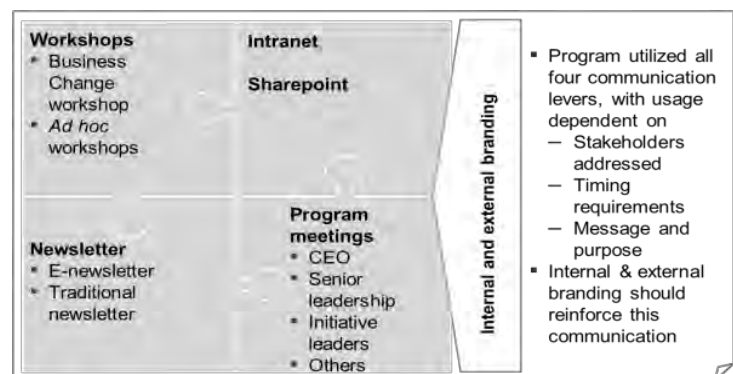 Workshops
▪ Business
Change
workshop
▪ Ad hoc
workshops
Intranet
Sharepoint
Newsletter
▪ E-newsletter
▪ Traditional
newsletter
Program
meetings
▪ CEO
▪ Senior
leadership
▪ Initiative
leaders
▪ Others
Internal and external branding
▪ Program utilized all
four communication
levers, with usage
dependent on
– Stakeholders
addressed
– Timing
requirements
– Message and
purpose
▪ Internal & external
branding should
reinforce this
communication